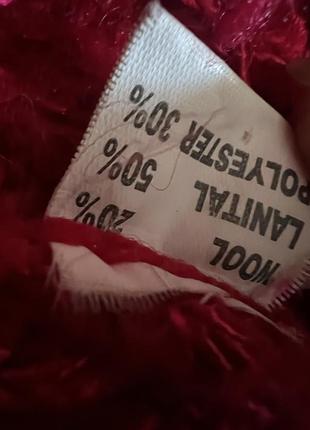 WOOL 20%
LANITAL 50%
POLYESTER 30%